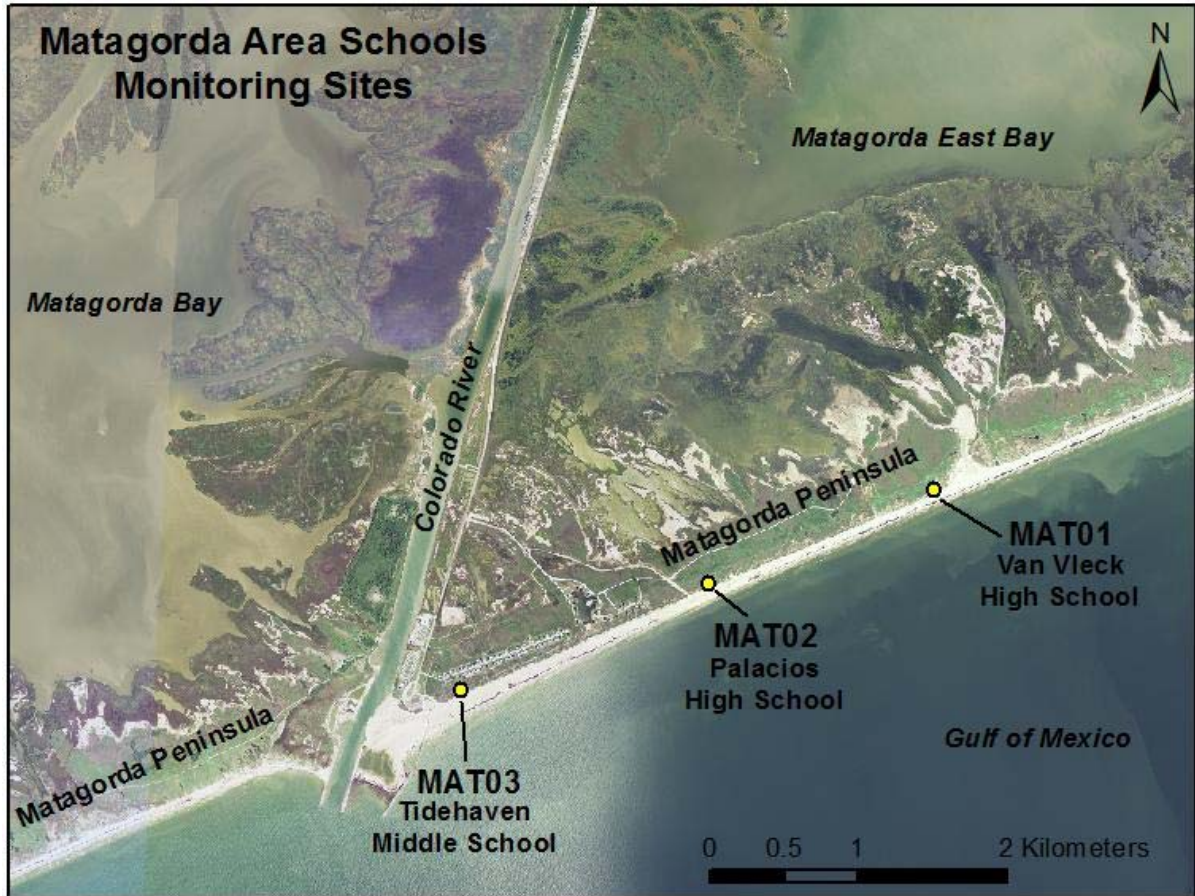 Matagorda Area Schools
Monitoring Sites
N
Matagorda East Bay
Matagorda Bay
Colorado River
Matagorda Peninsula
MAT01
Van Vleck
High School
MAT02
Palacios
High School
Gulf of Mexico
Matagorda Peninsula
MAT03
Tidehaven
Middle School
0 0.5 1 2 Kilometers